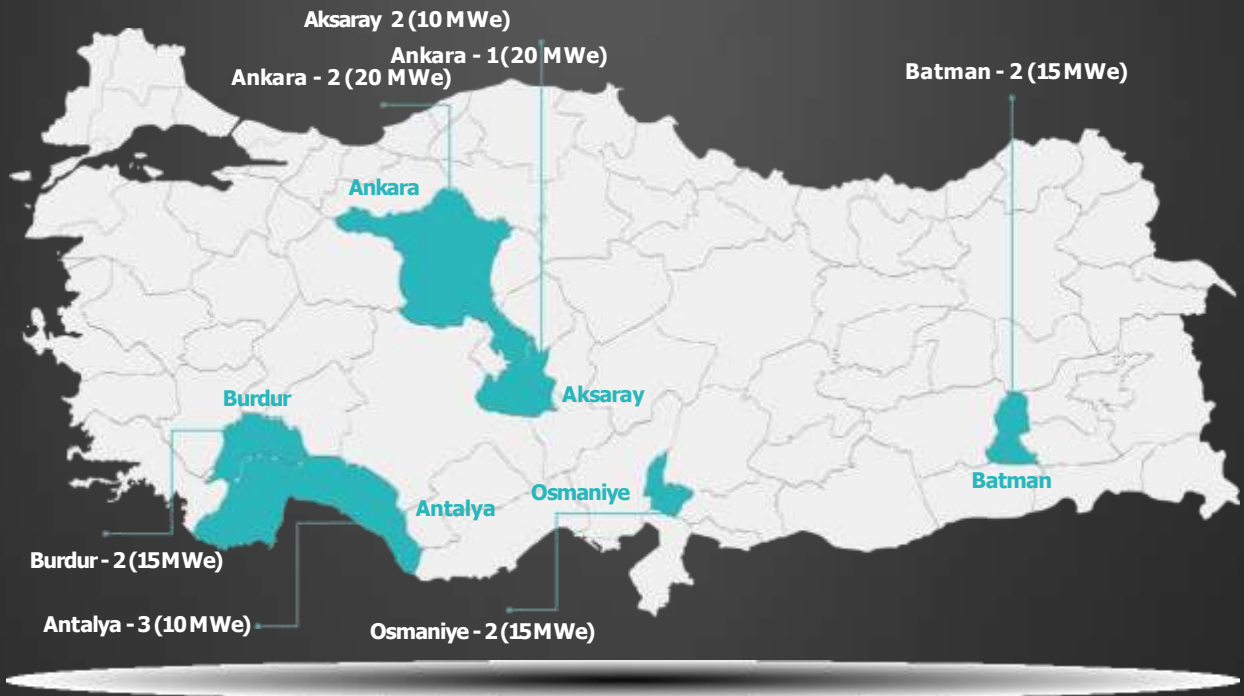 Aksaray 2 (10 MWe)
Ankara - 1(20 MWe)
Ankara - 2 (20 MWe)
Batman - 2 (15 MWe)
Ankara
Burdur
Aksaray
Batman
Osmaniye
Antalya
Burdur - 2 (15 MWe)
Antalya - 3 (10 MWe)
Osmaniye - 2 (15 MWe)